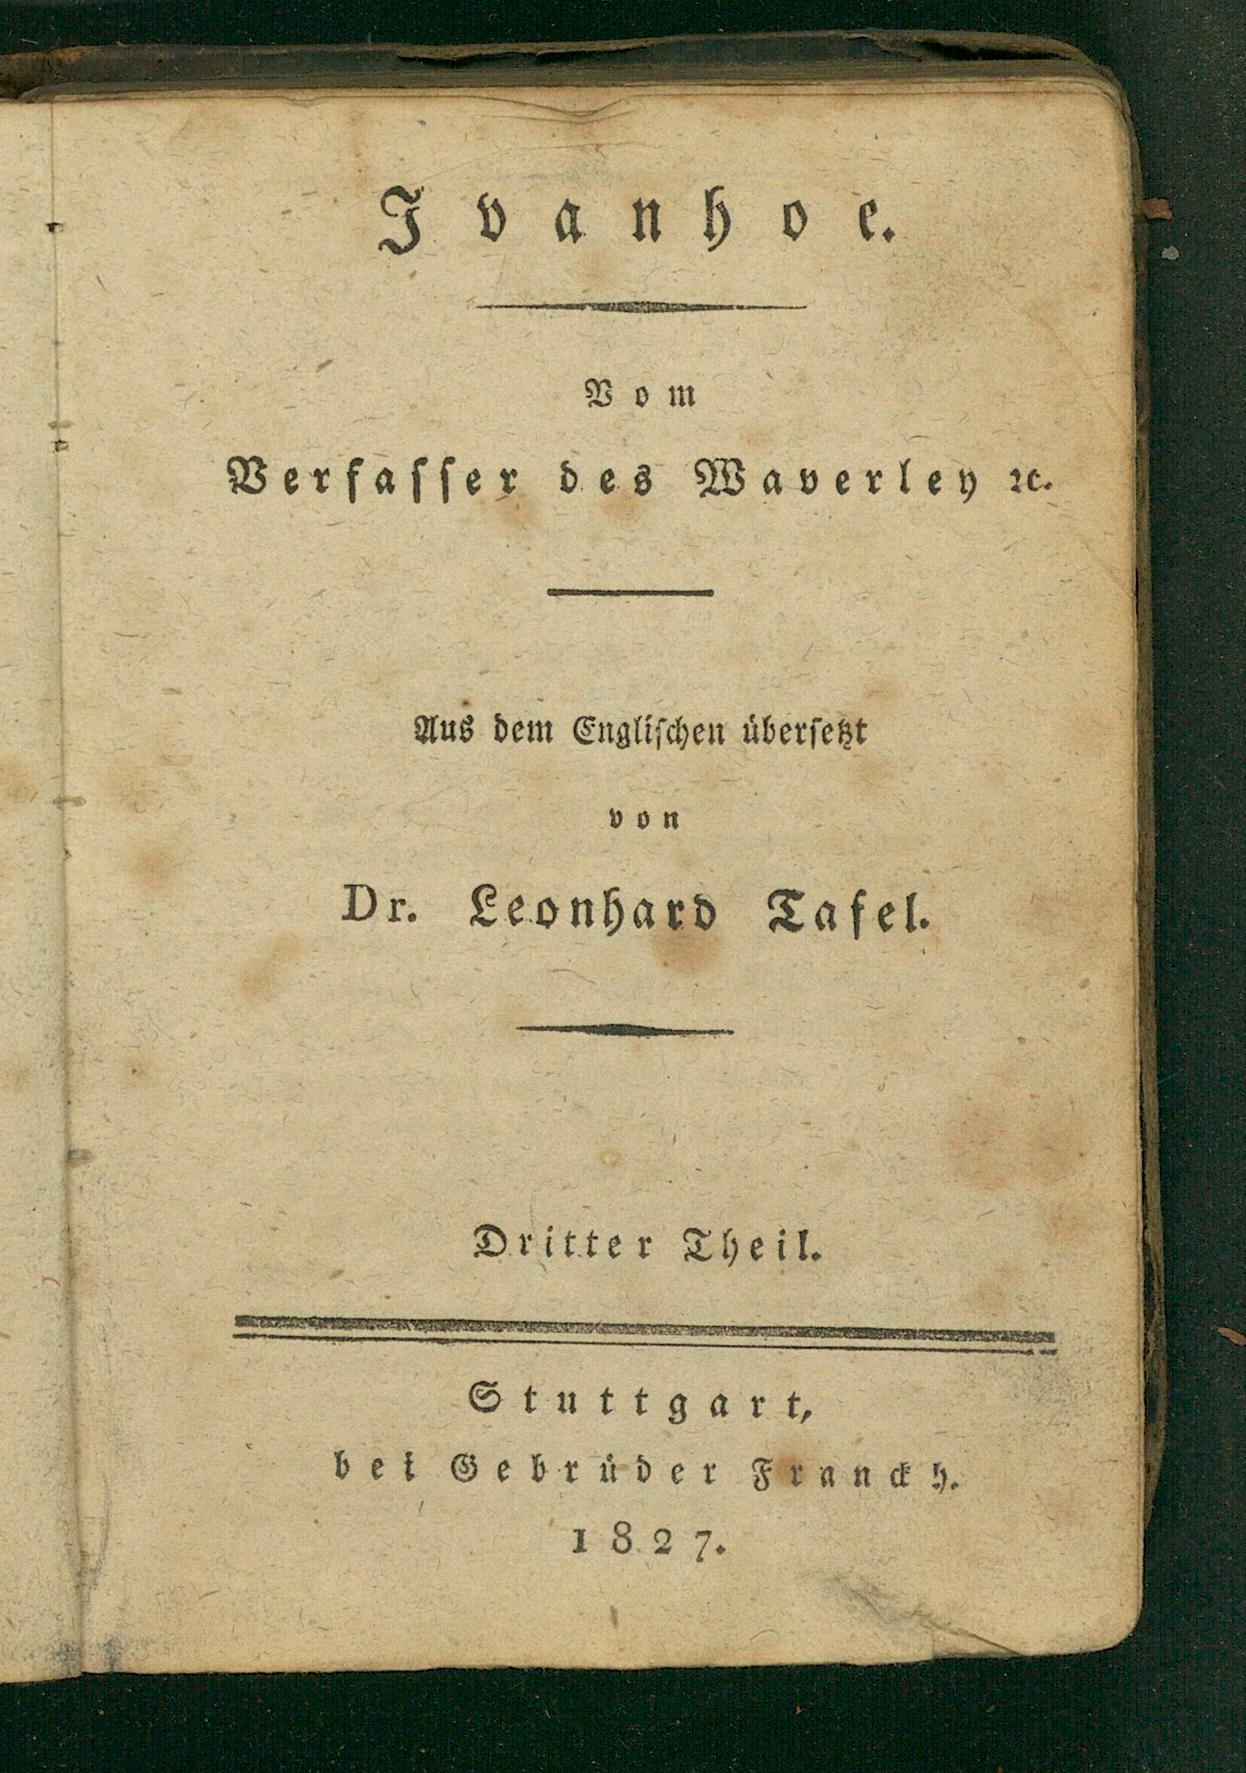 Ivanhoe.
Vom
Verfasser des Waverley ꝛc.
Aus dem Englischen übersetzt
von
Dr. Leonhard Tafel.
Dritter Theil.
Stuttgart,
bei Gebrüder Franckh.
1827.